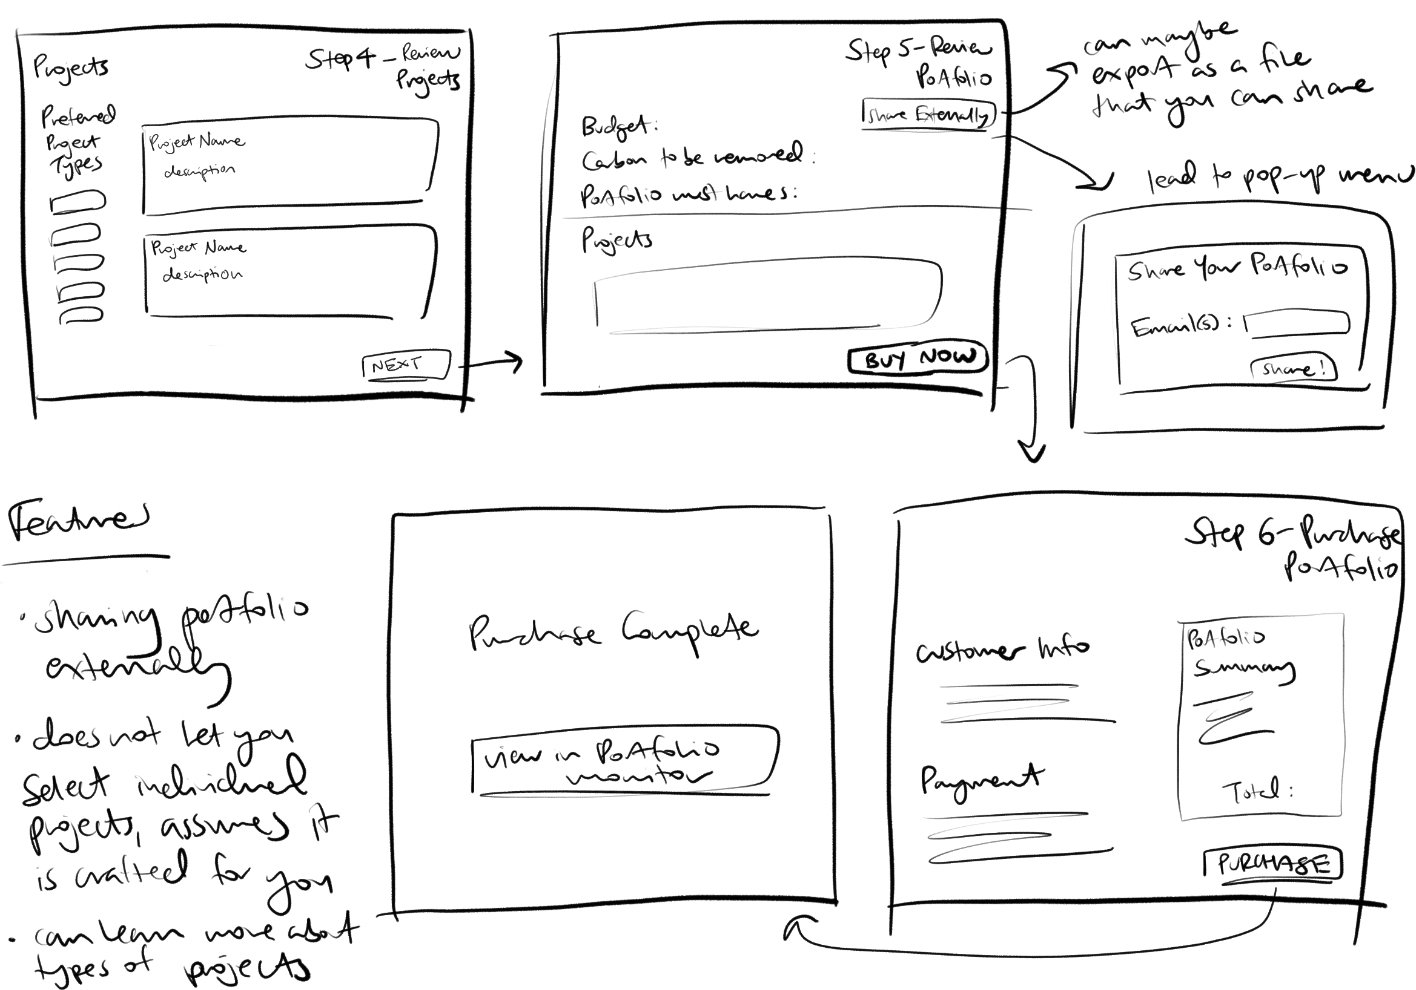 Projects
Step 4 - Review
Projects
Preferred
Project
Types
Project Name
description
Project Name
description
NEXT
Step 5 - Review
Portfolio
Share Externally
Budget:
Carbon to be removed:
Portfolio must haves:
Projects
BUY NOW
can maybe
export as a file
that you can share
lead to pop-up menu
Share Your Portfolio
Email(s):
Share!
Features
• sharing portfolio
externally
• does not let you
select individual
projects, assumes it
is crafted for you
• can learn more about
types of projects
Purchase Complete
view in Portfolio
monitor
Step 6 - Purchase
Portfolio
Customer Info
Payment
Portfolio
Summary
Total:
PURCHASE